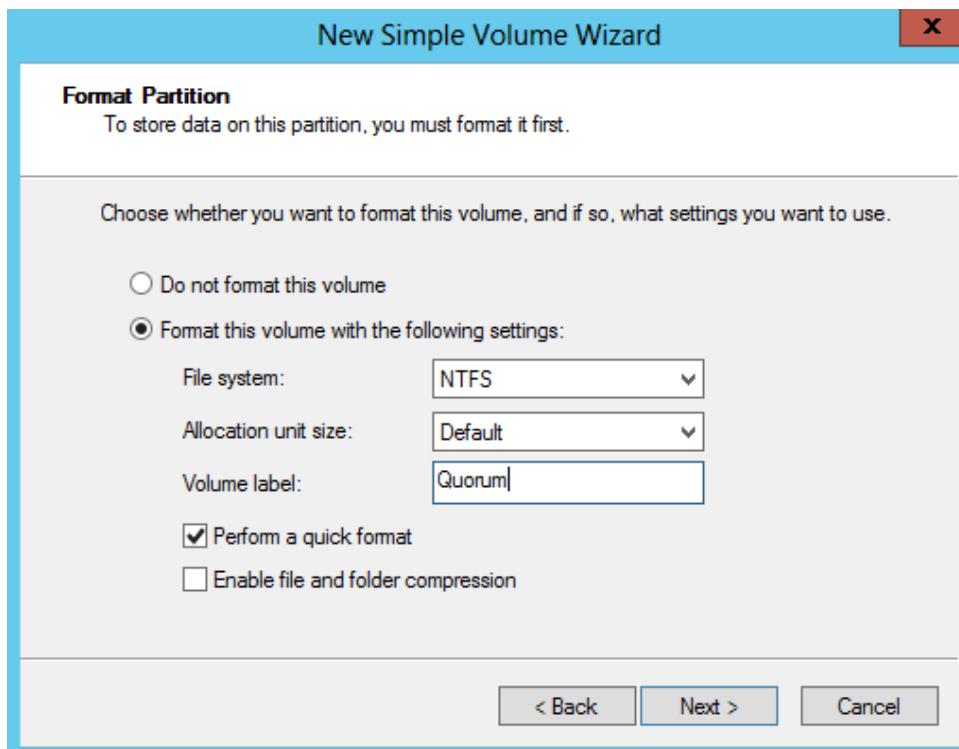 New Simple Volume Wizard
x
Format Partition
To store data on this partition, you must format it first.
Choose whether you want to format this volume, and if so, what settings you want to use.
Do not format this volume
Format this volume with the following settings:
File system: NTFS
Allocation unit size: Default
Volume label: Quorum
Perform a quick format
Enable file and folder compression
< Back Next > Cancel